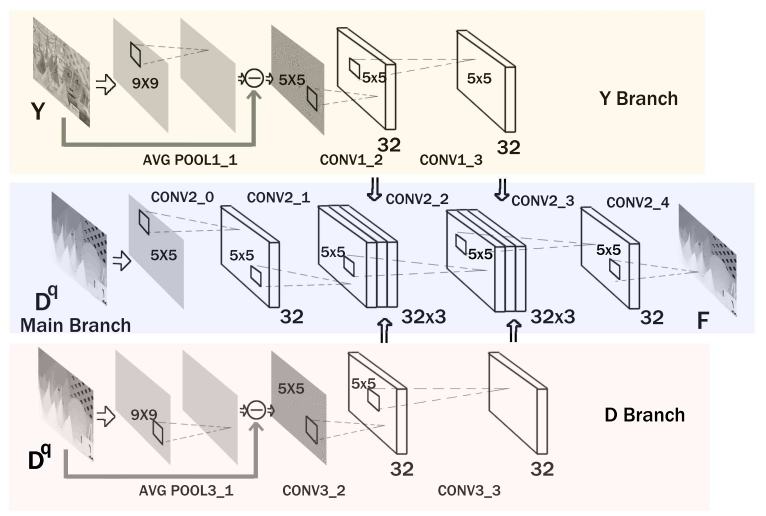 9X9
5X5
5x5
5x5
Y
Y Branch
32
32
AVG POOL1_1
CONV1_2
CONV1_3
CONV2_0
CONV2_1
CONV2_2
CONV2_3
CONV2_4
5X5
5x5
5x5
5x5
5x5
D^q
Main Branch
32
32x3
32x3
32
F
9X9
5X5
5x5
D Branch
D^q
32
32
AVG POOL3_1
CONV3_2
CONV3_3